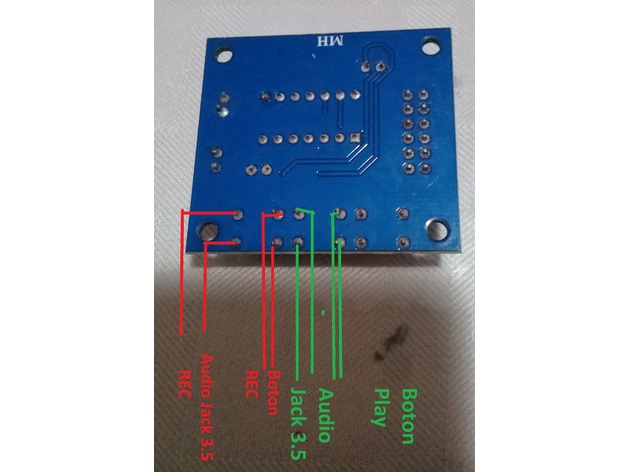 MH
Boton
Play
Audio
Jack 3.5
Boton
REC
Audio Jack 3.5
REC